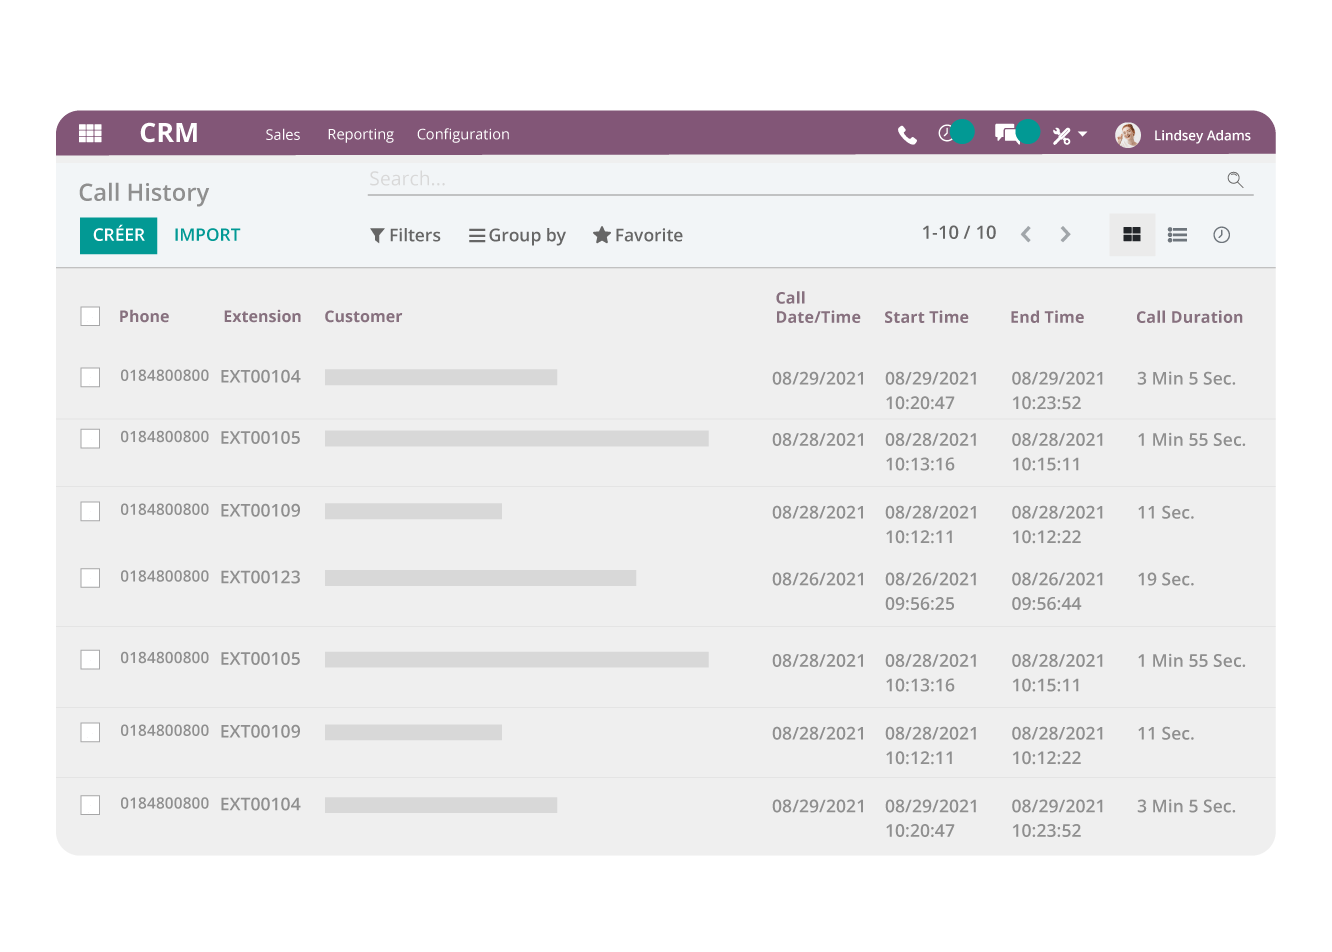 CRM Sales Reporting Configuration Lindsey Adams
Call History
Search...
CRÉER IMPORT
Filters Group by Favorite
1-10 / 10
Phone Extension Customer Call Date/Time Start Time End Time Call Duration
0184800800 EXT00104 08/29/2021 08/29/2021 08/29/2021 3 Min 5 Sec.
10:20:47 10:23:52
0184800800 EXT00105 08/28/2021 08/28/2021 08/28/2021 1 Min 55 Sec.
10:13:16 10:15:11
0184800800 EXT00109 08/28/2021 08/28/2021 08/28/2021 11 Sec.
10:12:11 10:12:22
0184800800 EXT00123 08/26/2021 08/26/2021 08/26/2021 19 Sec.
09:56:25 09:56:44
0184800800 EXT00105 08/28/2021 08/28/2021 08/28/2021 1 Min 55 Sec.
10:13:16 10:15:11
0184800800 EXT00109 08/28/2021 08/28/2021 08/28/2021 11 Sec.
10:12:11 10:12:22
0184800800 EXT00104 08/29/2021 08/29/2021 08/29/2021 3 Min 5 Sec.
10:20:47 10:23:52